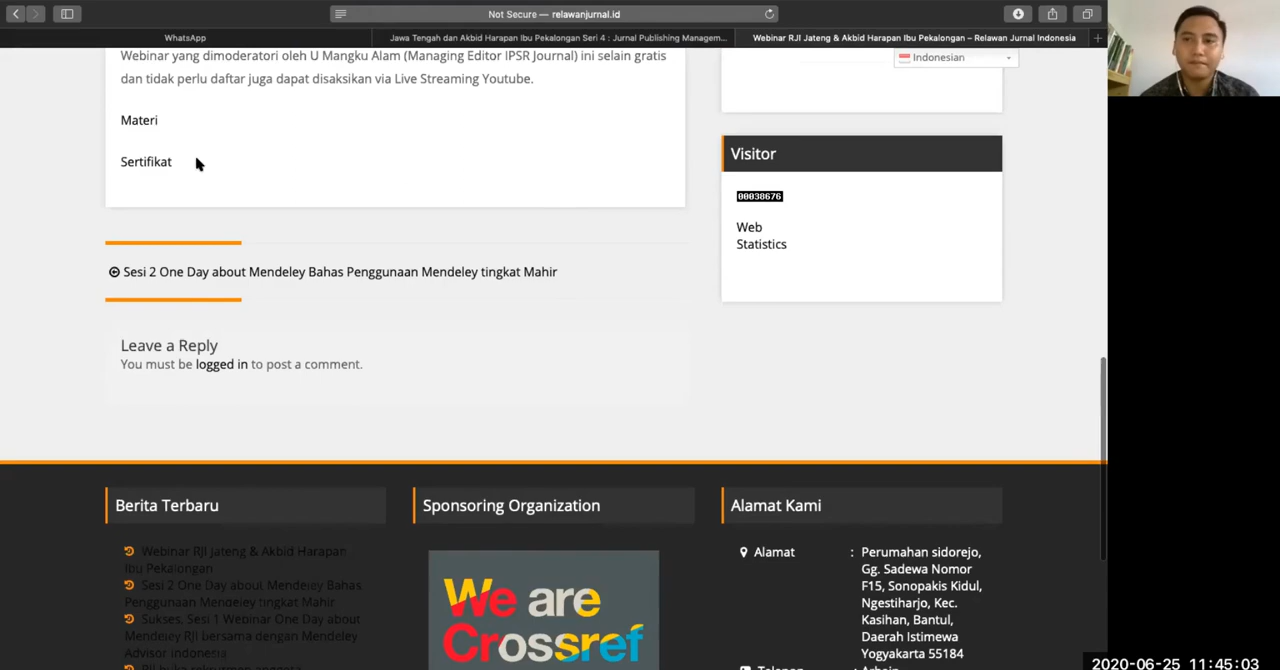 Not Secure — relawanjurnal.id
WhatsApp
Jawa Tengah dan Akbid Harapan Ibu Pekalongan Seri 4 : Jurnal Publishing Managem...
Webinar RJI Jateng & Akbid Harapan Ibu Pekalongan – Relawan Jurnal Indonesia
Indonesian
Webinar yang dimoderatori oleh U Mangku Alam (Managing Editor IPSR Journal) ini selain gratis
dan tidak perlu daftar juga dapat disaksikan via Live Streaming Youtube.
Materi
Sertifikat
Sesi 2 One Day about Mendeley Bahas Penggunaan Mendeley tingkat Mahir
Leave a Reply
You must be logged in to post a comment.
Visitor
00038676
Web
Statistics
Berita Terbaru
Webinar RJI Jateng & Akbid Harapan
Ibu Pekalongan
Sesi 2 One Day about Mendeley Bahas
Penggunaan Mendeley tingkat Mahir
Sukses, Sesi 1 Webinar One Day about
Mendeley RJI bersama dengan Mendeley
Advisor Indonesia
Sponsoring Organization
We are
Crossref
Alamat Kami
Alamat : Perumahan sidorejo,
Gg. Sadewa Nomor
F15, Sonopakis Kidul,
Ngestiharjo, Kec.
Kasihan, Bantul,
Daerah Istimewa
Yogyakarta 55184
2020-06-25 11:45:03